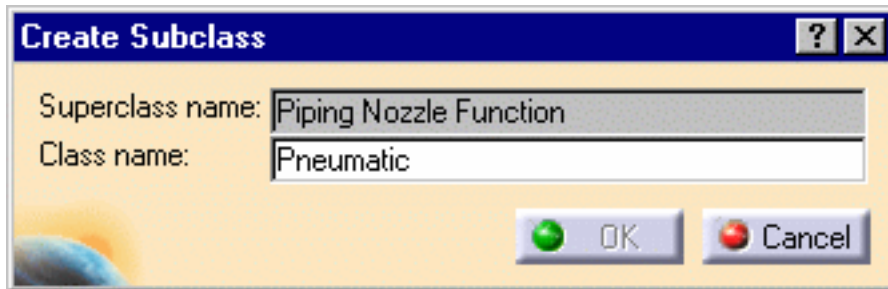 Create Subclass
Superclass name: Piping Nozzle Function
Class name: Pneumatic
OK Cancel